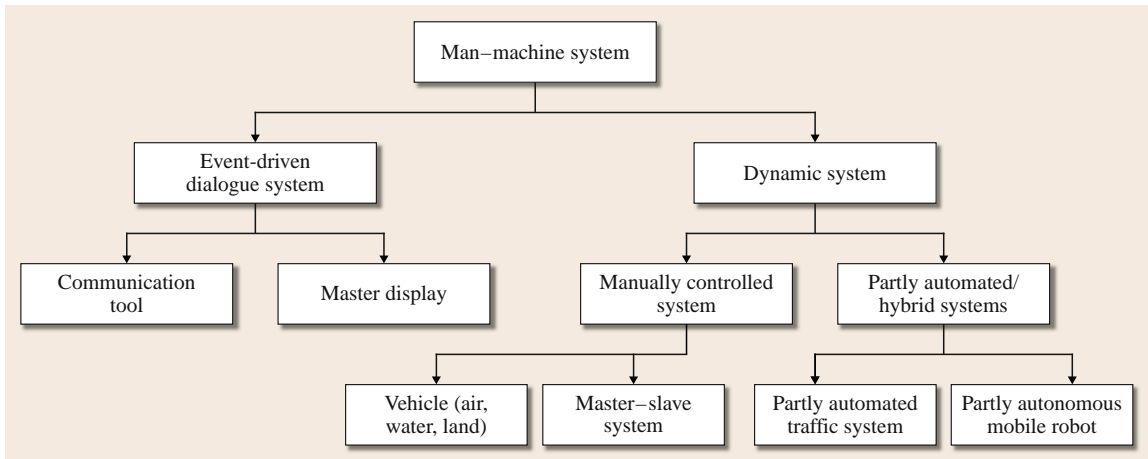 Man–machine system
Event-driven
dialogue system
Dynamic system
Communication
tool
Master display
Manually controlled
system
Partly automated/
hybrid systems
Vehicle (air,
water, land)
Master–slave
system
Partly automated
traffic system
Partly autonomous
mobile robot